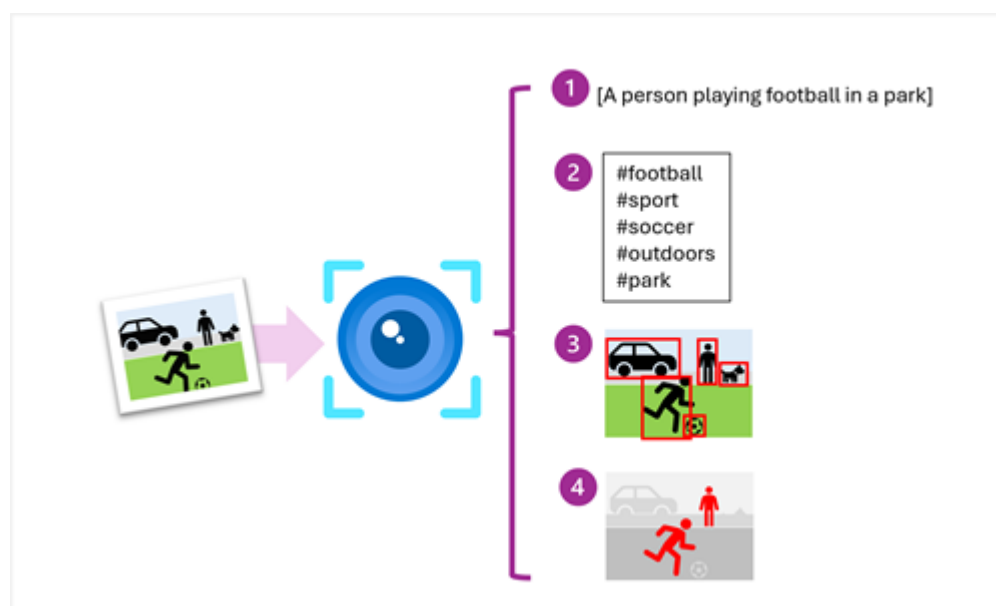 1 [A person playing football in a park]
2
#football
#sport
#soccer
#outdoors
#park
3
4